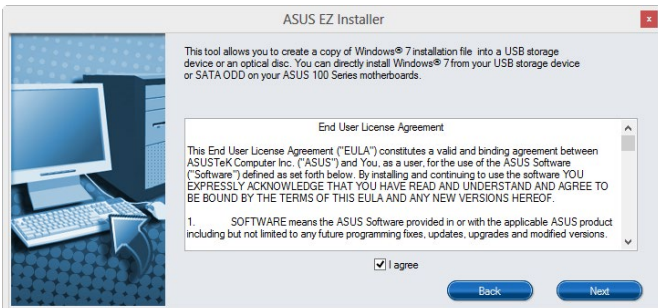 ASUS EZ Installer
x
This tool allows you to create a copy of Windows® 7 installation file into a USB storage
device or an optical disc. You can directly install Windows® 7 from your USB storage device
or SATA ODD on your ASUS 100 Series motherboards.
End User License Agreement
This End User License Agreement ("EULA") constitutes a valid and binding agreement between
ASUSTeK Computer Inc. ("ASUS") and You, as a user, for the use of the ASUS Software
("Software") defined as set forth below. By installing and continuing to use the software YOU
EXPRESSLY ACKNOWLEDGE THAT YOU HAVE READ AND UNDERSTAND AND AGREE TO
BE BOUND BY THE TERMS OF THIS EULA AND ANY NEW VERSIONS HEREOF.
1. SOFTWARE means the ASUS Software provided in or with the applicable ASUS product
including but not limited to any future programming fixes, updates, upgrades and modified versions.
I agree
Back Next